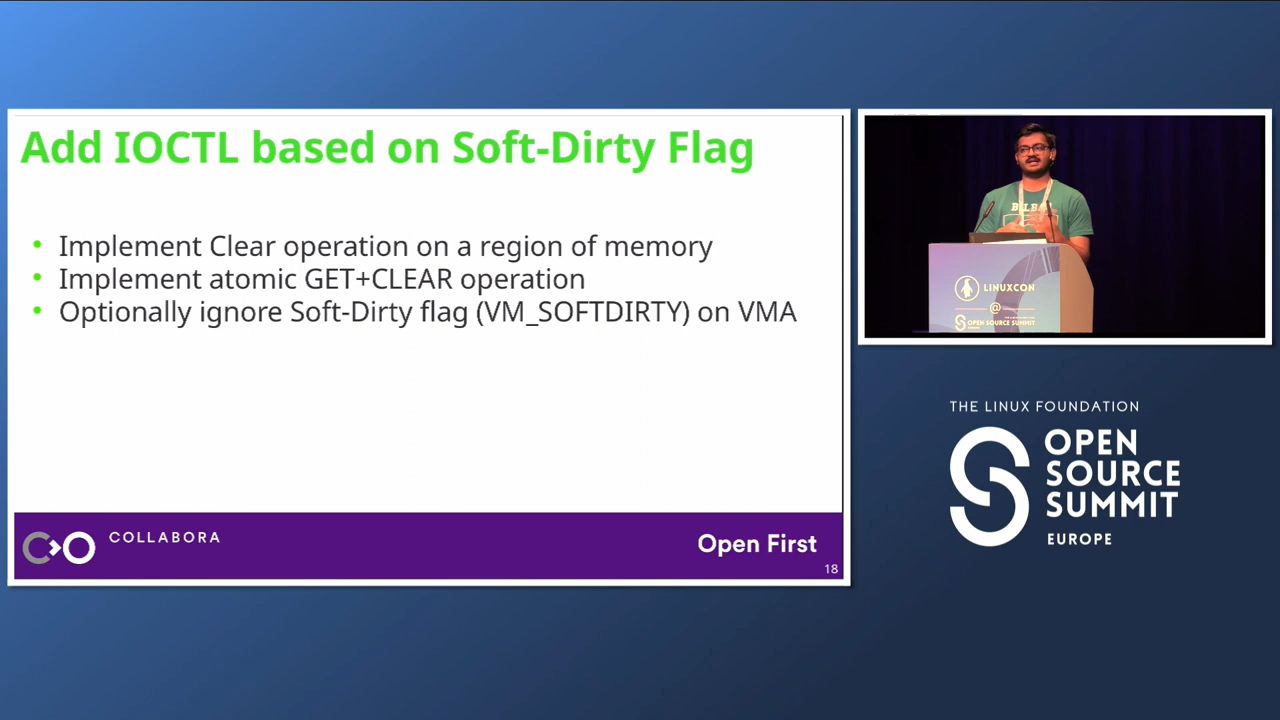 Add IOCTL based on Soft-Dirty Flag
• Implement Clear operation on a region of memory
• Implement atomic GET+CLEAR operation
• Optionally ignore Soft-Dirty flag (VM_SOFTDIRTY) on VMA
COLLABORA
Open First
18
BILBAO
LINUXCON
@
OPEN SOURCE SUMMIT
THE LINUX FOUNDATION
OPEN
SOURCE
SUMMIT
EUROPE